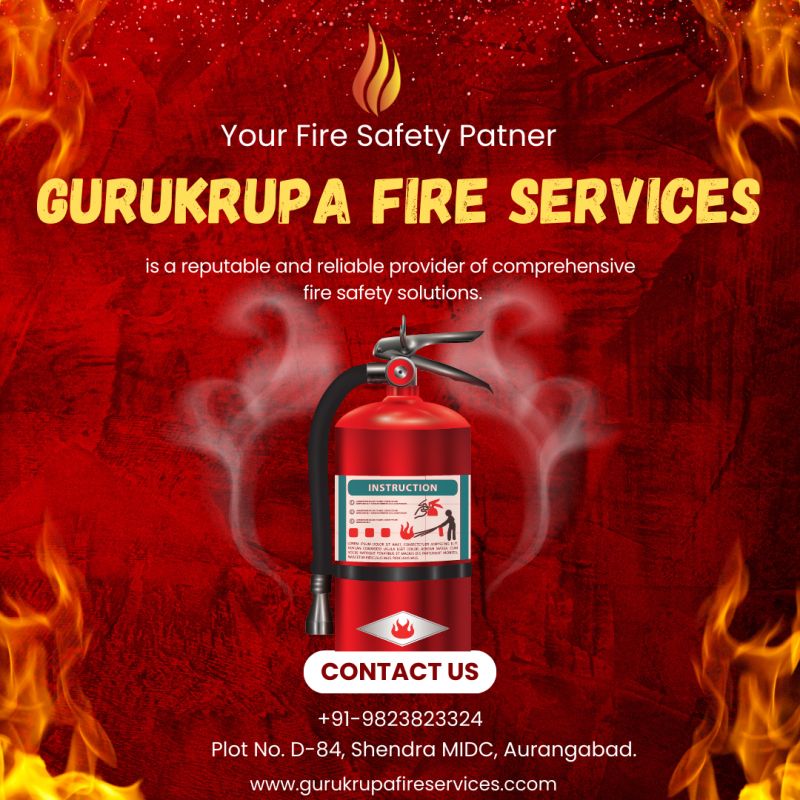 Your Fire Safety Patner
GURUKRUPA FIRE SERVICES
is a reputable and reliable provider of comprehensive
fire safety solutions.
INSTRUCTION
CONTACT US
+91-9823823324
Plot No. D-84, Shendra MIDC, Aurangabad.
www.gurukrupafireservices.ccom